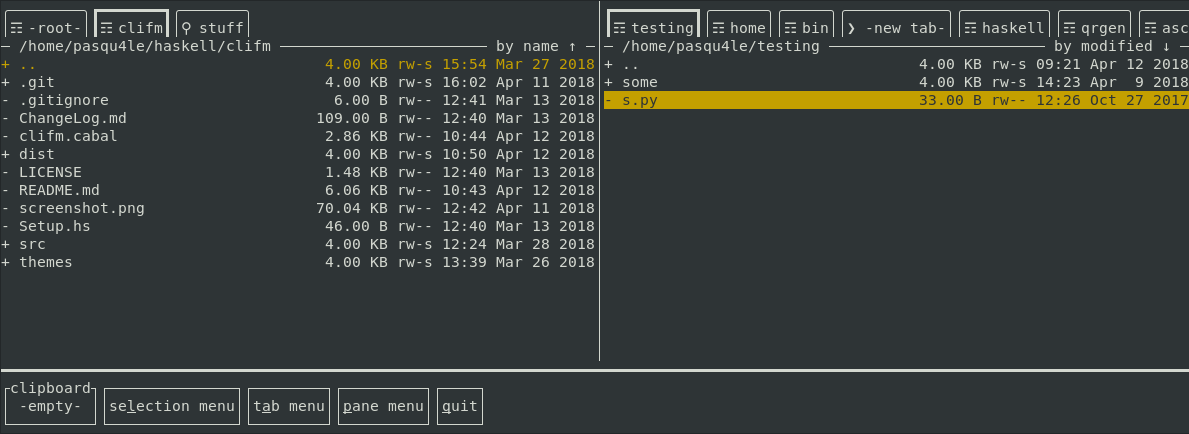 ☶ -root- ☶ clifm ⚲ stuff
─ /home/pasqu4le/haskell/clifm ─ by name ↑ ─
+ .. 4.00 KB rw-s 15:54 Mar 27 2018
+ .git 4.00 KB rw-s 16:02 Apr 11 2018
- .gitignore 6.00 B rw-- 12:41 Mar 13 2018
- ChangeLog.md 109.00 B rw-- 12:40 Mar 13 2018
- clifm.cabal 2.86 KB rw-- 10:44 Apr 12 2018
+ dist 4.00 KB rw-s 10:50 Apr 12 2018
- LICENSE 1.48 KB rw-- 12:40 Mar 13 2018
- README.md 6.06 KB rw-- 10:43 Apr 12 2018
- screenshot.png 70.04 KB rw-- 12:42 Apr 11 2018
- Setup.hs 46.00 B rw-- 12:40 Mar 13 2018
+ src 4.00 KB rw-s 12:24 Mar 28 2018
+ themes 4.00 KB rw-s 13:39 Mar 26 2018
☶ testing ☶ home ☶ bin ❯ -new tab- ☶ haskell ☶ qrgen ☶ asc
─ /home/pasqu4le/testing ─ by modified ↓ ─
+ .. 4.00 KB rw-s 09:21 Apr 12 2018
+ some 4.00 KB rw-s 14:23 Apr 9 2018
- s.py 33.00 B rw-- 12:26 Oct 27 2017
clipboard
-empty- selection menu tab menu pane menu quit